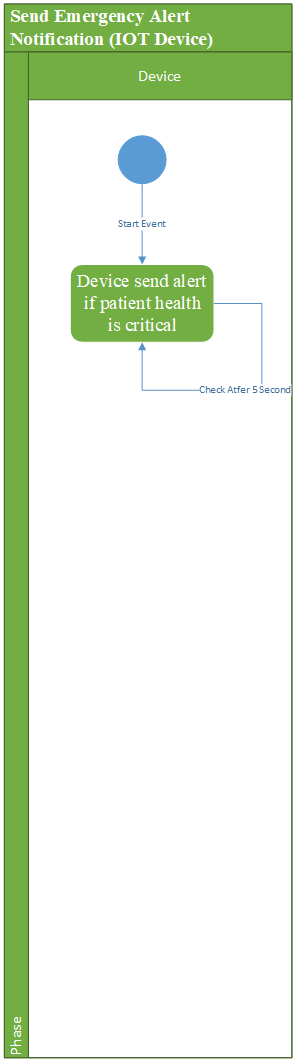 Send Emergency Alert
Notification (IOT Device)
Device
Start Event
Device send alert
if patient health
is critical
Check Atfer 5 Second
Phase